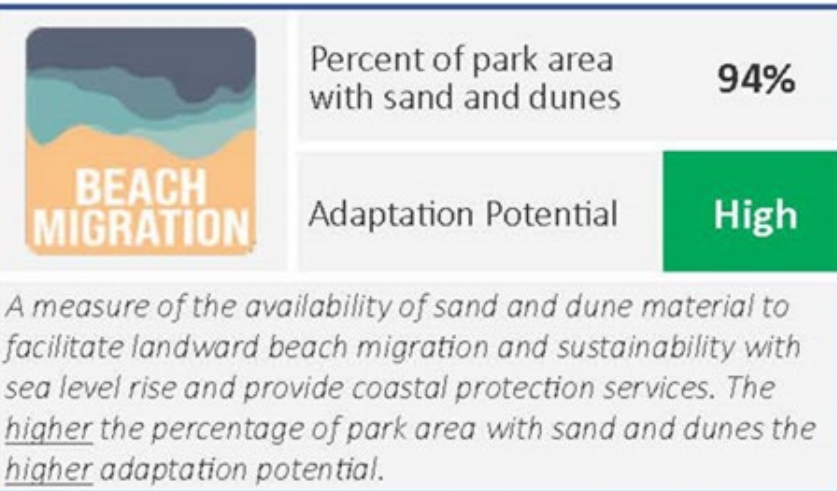 BEACH
MIGRATION
Percent of park area
with sand and dunes
94%
Adaptation Potential
High
A measure of the availability of sand and dune material to
facilitate landward beach migration and sustainability with
sea level rise and provide coastal protection services. The
higher the percentage of park area with sand and dunes the
higher adaptation potential.